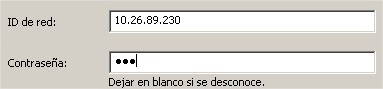 ID de red: 10.26.89.230
Contraseña: ●●●
Dejar en blanco si se desconoce.